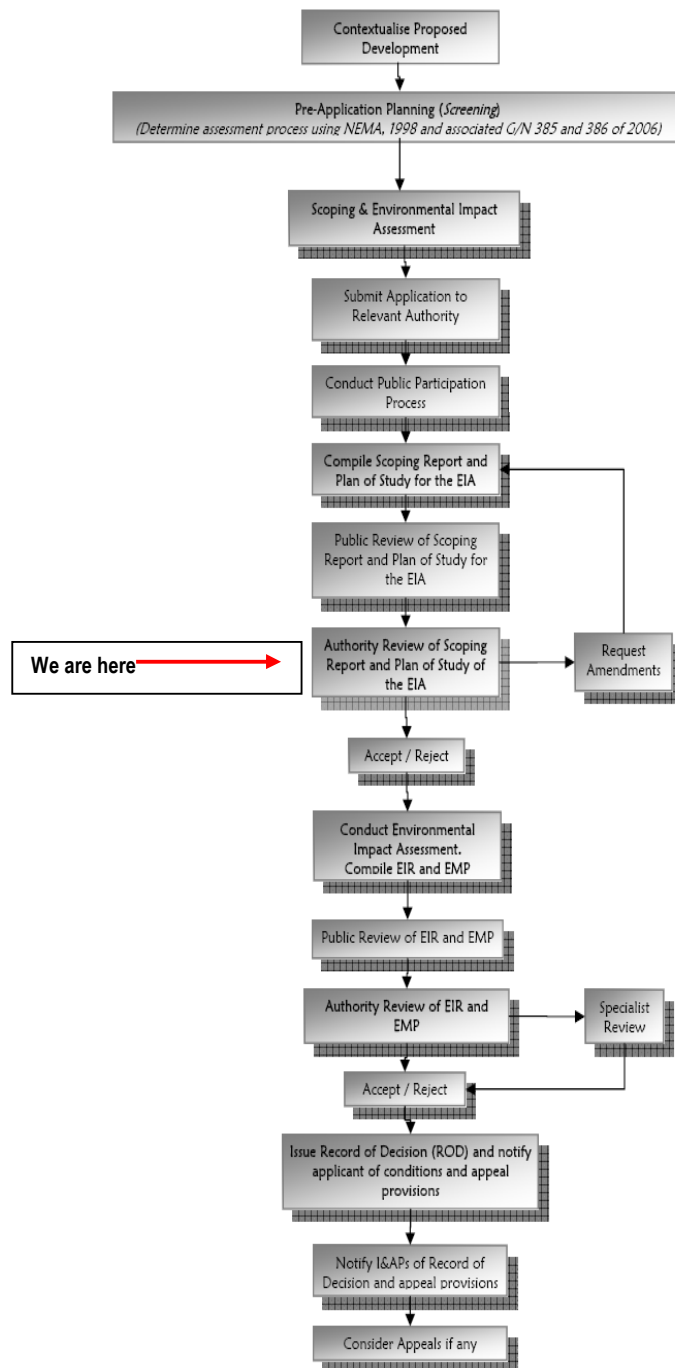 Contextualise Proposed
Development
Pre-Application Planning (Screening)
(Determine assessment process using NEMA, 1998 and associated G/N 385 and 386 of 2006)
Scoping & Environmental Impact
Assessment
Submit Application to
Relevant Authority
Conduct Public Participation
Process
Compile Scoping Report and
Plan of Study for the EIA
Public Review of Scoping
Report and Plan of Study for
the EIA
We are here
Authority Review of Scoping
Report and Plan of Study of
the EIA
Request
Amendments
Accept / Reject
Conduct Environmental
Impact Assessment.
Compile EIR and EMP
Public Review of EIR and EMP
Authority Review of EIR and
EMP
Specialist
Review
Accept / Reject
Issue Record of Decision (ROD) and notify
applicant of conditions and appeal
provisions
Notify I&APs of Record of
Decision and appeal provisions
Consider Appeals if any